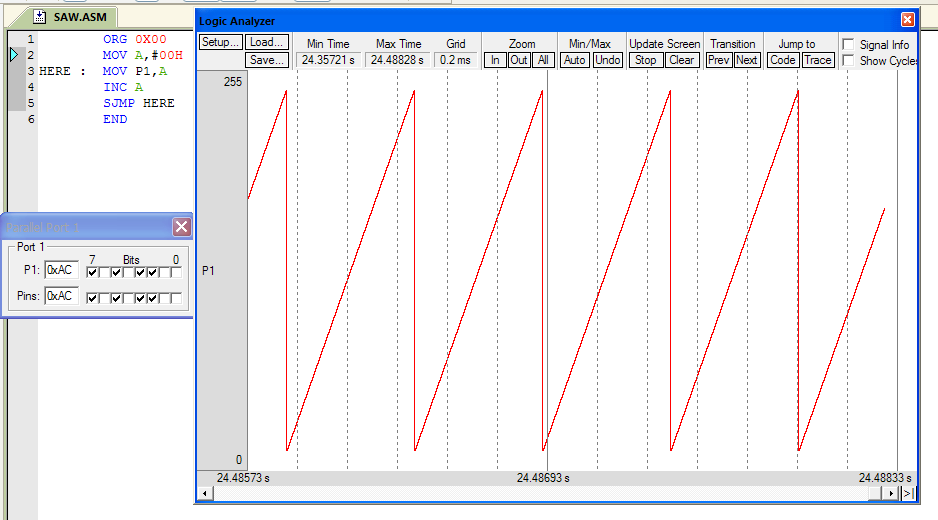 SAW.ASM
1 ORG 0X00
2 MOV A,#00H
3 HERE : MOV P1,A
4 INC A
5 SJMP HERE
6 END
Parallel Port 1
Port 1
7 Bits 0
P1: 0xAC
Pins: 0xAC
Logic Analyzer
Setup... Load... Min Time Max Time Grid Zoom Min/Max Update Screen Transition Jump to Signal Info
Save... 24.35721 s 24.48828 s 0.2 ms In Out All Auto Undo Stop Clear Prev Next Code Trace Show Cycles
255
P1
0
24.48573 s 24.48693 s 24.48833 s